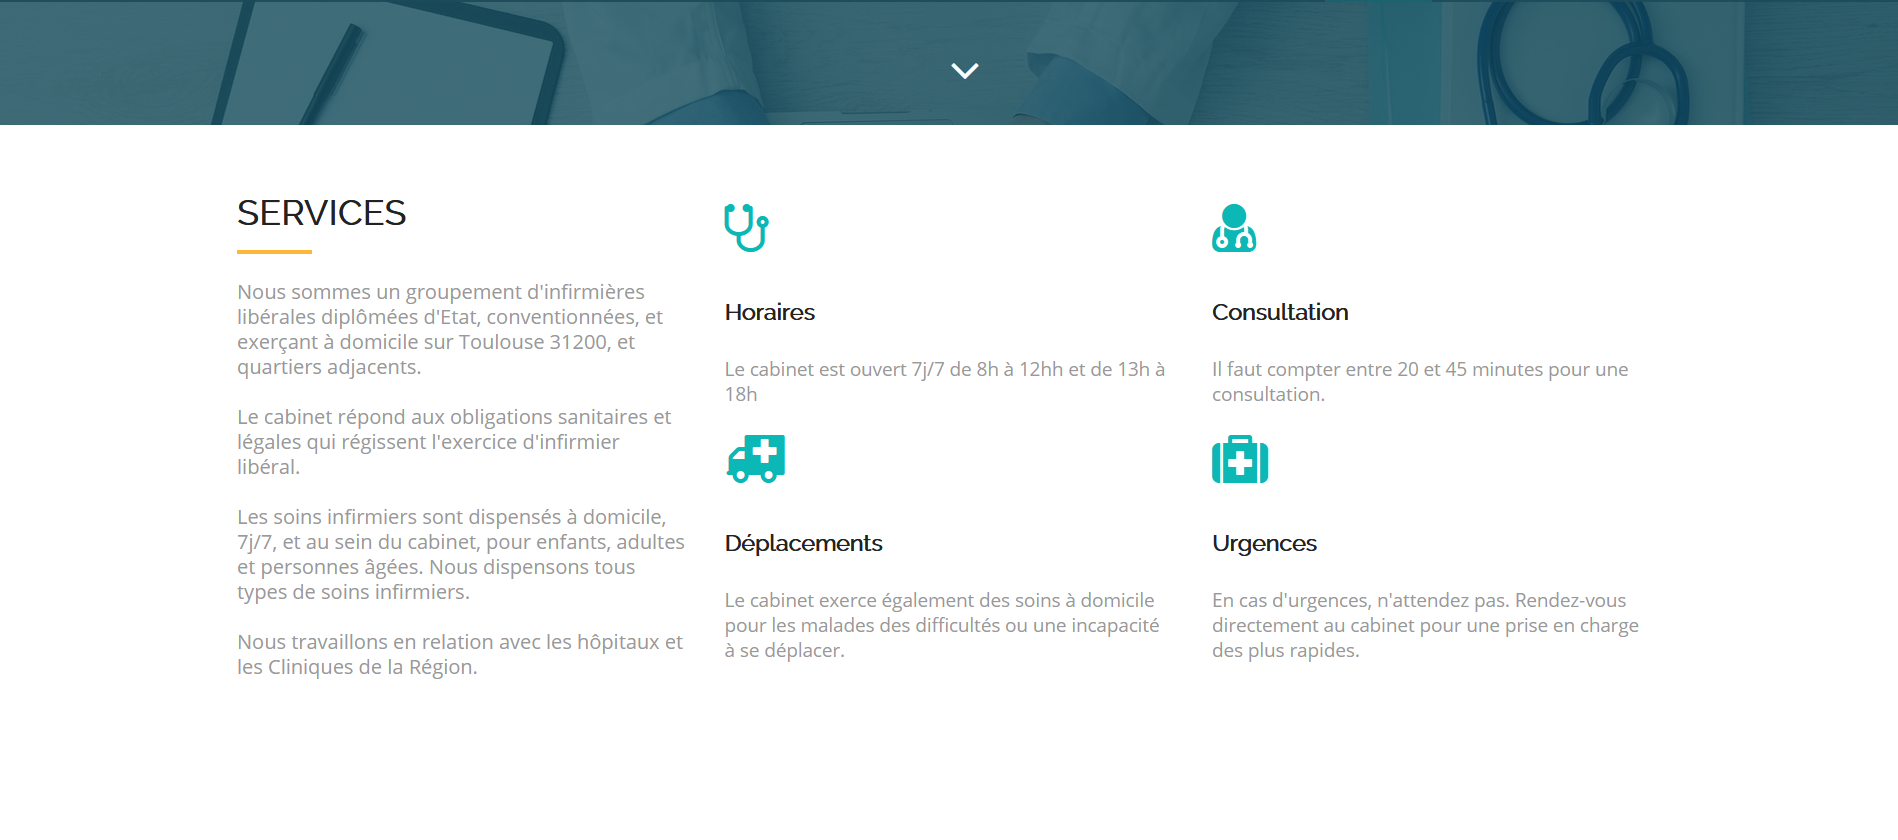 SERVICES
Nous sommes un groupement d'infirmières
libérales diplômées d'Etat, conventionnées, et
exerçant à domicile sur Toulouse 31200, et
quartiers adjacents.
Le cabinet répond aux obligations sanitaires et
légales qui régissent l'exercice d'infirmier
libéral.
Les soins infirmiers sont dispensés à domicile,
7j/7, et au sein du cabinet, pour enfants, adultes
et personnes âgées. Nous dispensons tous
types de soins infirmiers.
Nous travaillons en relation avec les hôpitaux et
les Cliniques de la Région.
Horaires
Le cabinet est ouvert 7j/7 de 8h à 12hh et de 13h à
18h
Consultation
Il faut compter entre 20 et 45 minutes pour une
consultation.
Déplacements
Le cabinet exerce également des soins à domicile
pour les malades des difficultés ou une incapacité
à se déplacer.
Urgences
En cas d'urgences, n'attendez pas. Rendez-vous
directement au cabinet pour une prise en charge
des plus rapides.